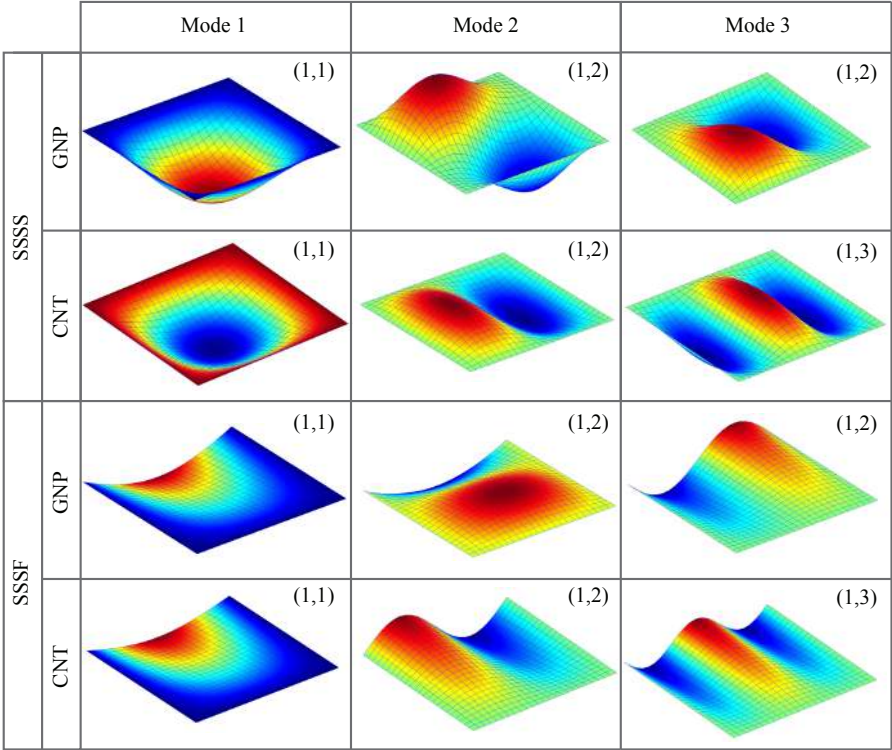 Mode 1 Mode 2 Mode 3
SSSS
GNP
(1,1) (1,2) (1,2)
CNT
(1,1) (1,2) (1,3)
SSSF
GNP
(1,1) (1,2) (1,2)
CNT
(1,1) (1,2) (1,3)